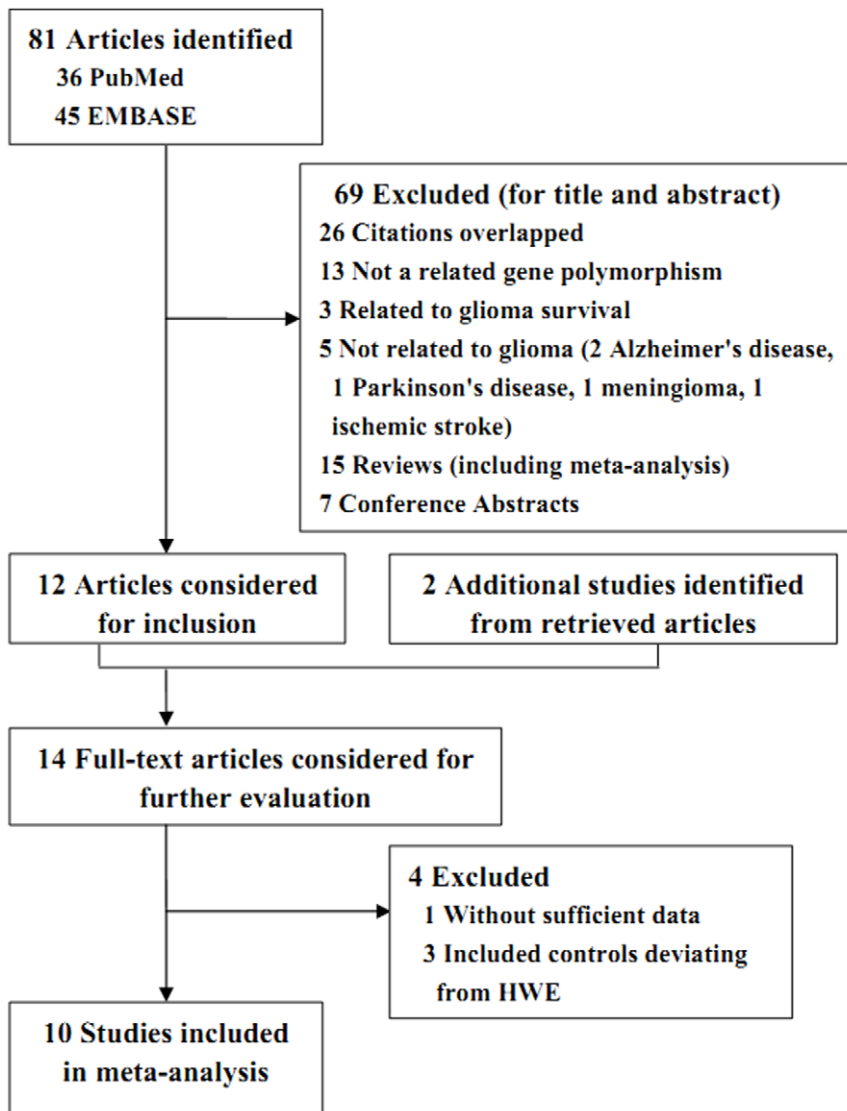 81 Articles identified
36 PubMed
45 EMBASE
69 Excluded (for title and abstract)
26 Citations overlapped
13 Not a related gene polymorphism
3 Related to glioma survival
5 Not related to glioma (2 Alzheimer's disease,
1 Parkinson's disease, 1 meningioma, 1
ischemic stroke)
15 Reviews (including meta-analysis)
7 Conference Abstracts
12 Articles considered
for inclusion
2 Additional studies identified
from retrieved articles
14 Full-text articles considered for
further evaluation
4 Excluded
1 Without sufficient data
3 Included controls deviating
from HWE
10 Studies included
in meta-analysis